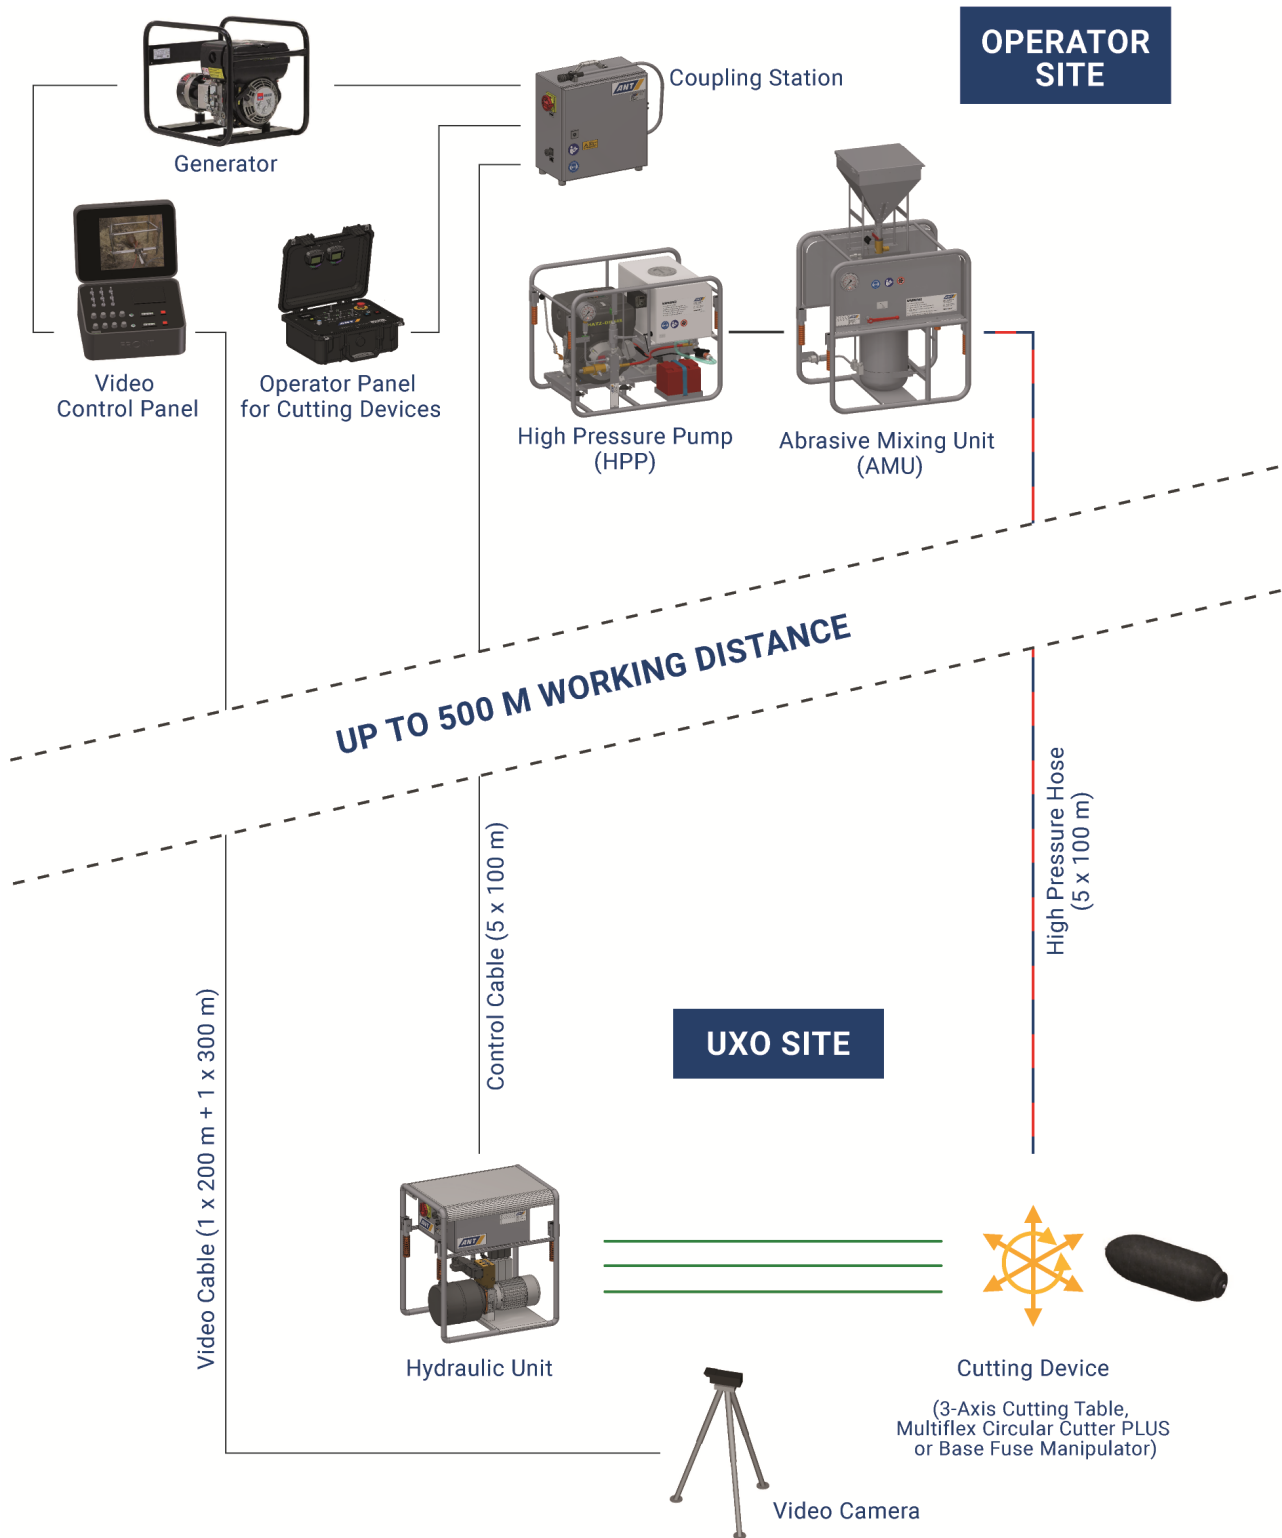 OPERATOR
SITE
Coupling Station
ANT
Generator
Video
Control Panel
Operator Panel
for Cutting Devices
High Pressure Pump
(HPP)
Abrasive Mixing Unit
(AMU)
UP TO 500 M WORKING DISTANCE
High Pressure Hose
(5 x 100 m)
Control Cable (5 x 100 m)
Video Cable (1 x 200 m + 1 x 300 m)
UXO SITE
ANT
Hydraulic Unit
Cutting Device
(3-Axis Cutting Table,
Multiflex Circular Cutter PLUS
or Base Fuse Manipulator)
Video Camera